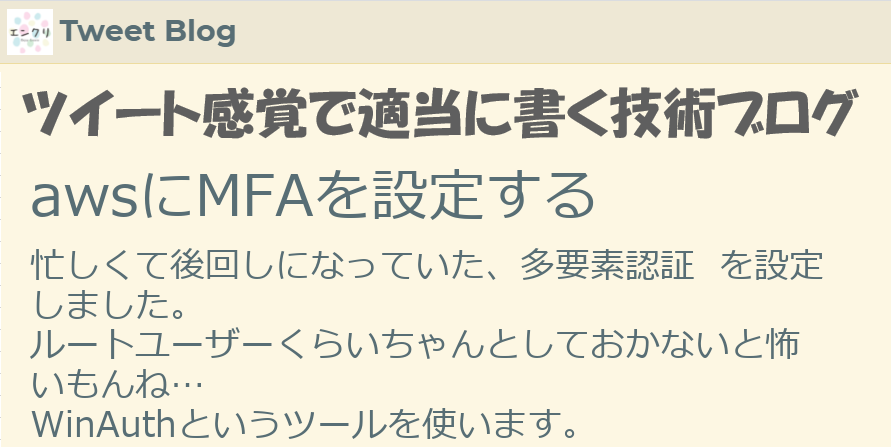 エンクリ
Tweet Blog
ツイート感覚で適当に書く技術ブログ
awsにMFAを設定する
忙しくて後回しになっていた、多要素認証 を設定
しました。
ルートユーザーくらいちゃんとしておかないと怖
いもんね…
WinAuthというツールを使います。